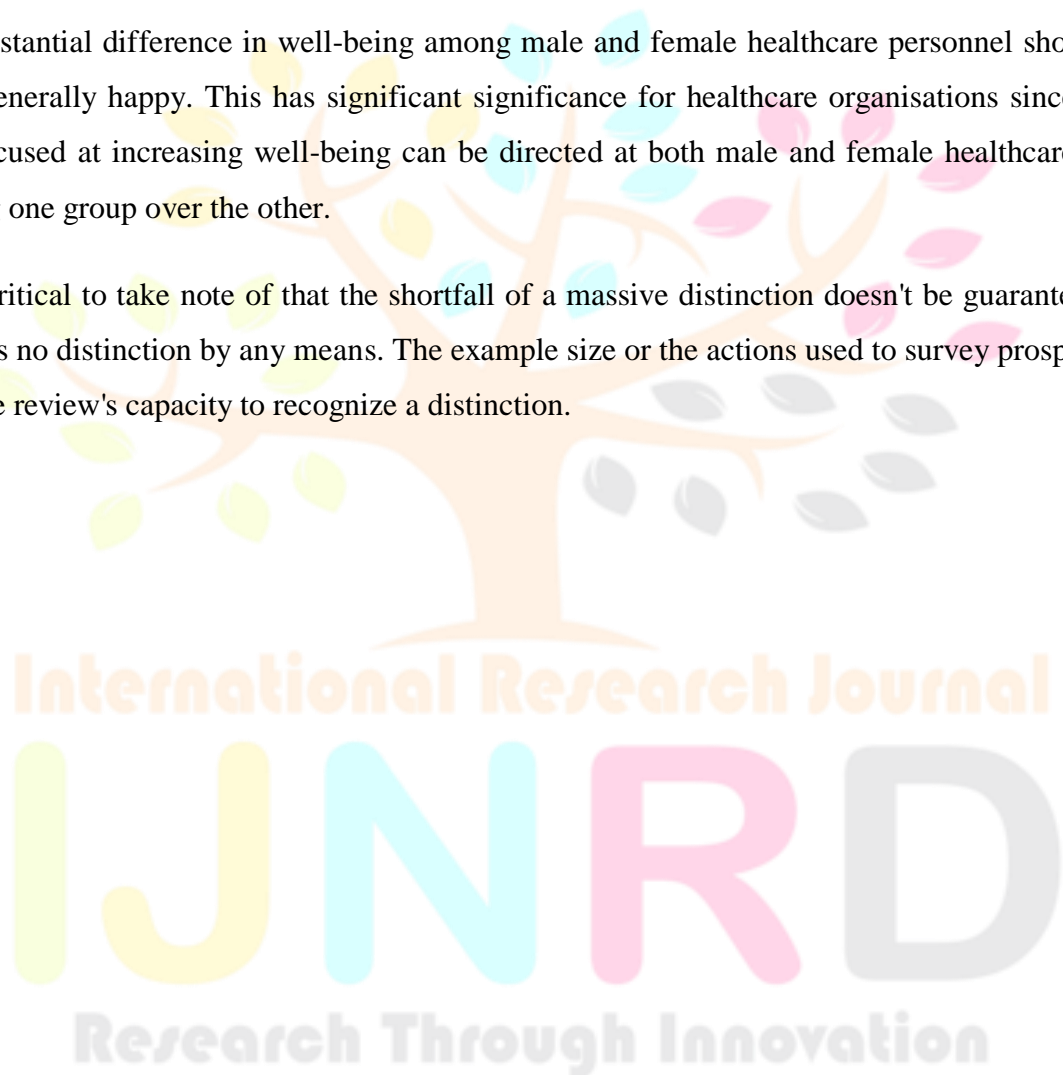 stantial difference in well-being among male and female healthcare personnel sho
enerally happy. This has significant significance for healthcare organisations since
cused at increasing well-being can be directed at both male and female healthcare
one group over the other.
ritical to take note of that the shortfall of a massive distinction doesn't be guarante
s no distinction by any means. The example size or the actions used to survey prosp
e review's capacity to recognize a distinction.
International Research Journal
IJNRD
Research Through Innovation